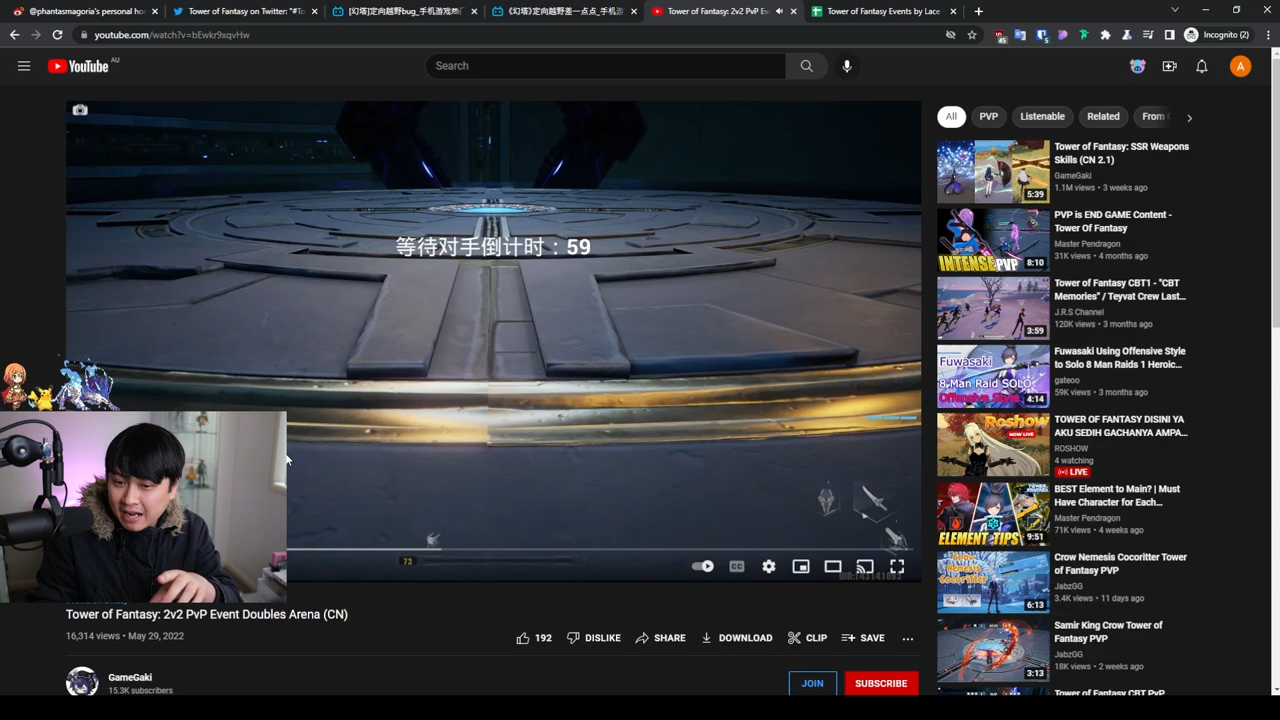 @phantasmagoria's personal ho
Tower of Fantasy on Twitter: "#To
[幻塔]定向越野bug_手机游戏热门
《幻塔》定向越野差一点点_手机游
Tower of Fantasy: 2v2 PvP Ev
Tower of Fantasy Events by Lace
youtube.com/watch?v=bEwkr9xqvHw
45
5
Incognito (2)
YouTube AU
Search
A
All
PVP
Listenable
Related
From
等待对手倒计时：59
73
Tower of Fantasy: 2v2 PvP Event Doubles Arena (CN)
16,314 views • May 29, 2022
192
DISLIKE
SHARE
DOWNLOAD
CLIP
SAVE
GameGaki
15.3K subscribers
JOIN
SUBSCRIBE
5:39
Tower of Fantasy: SSR Weapons
Skills (CN 2.1)
GameGaki
1.1M views • 3 weeks ago
INTENSE PVP
8:10
PVP is END GAME Content -
Tower Of Fantasy
Master Pendragon
31K views • 4 months ago
3:59
Tower of Fantasy CBT1 - "CBT
Memories" / Teyvat Crew Last...
J.R.S Channel
120K views • 3 months ago
Fuwasaki
8 Man Raid SOLO
Offensive Style
4:14
Fuwasaki Using Offensive Style
to Solo 8 Man Raids 1 Heroic...
gateoo
59K views • 3 months ago
Roshow
NOW LIVE
TOWER OF FANTASY DISINI YA
AKU SEDIH GACHANYA AMPA...
ROSHOW
4 watching
LIVE
ELEMENT TIPS
9:51
BEST Element to Main? | Must
Have Character for Each...
Master Pendragon
71K views • 4 weeks ago
6:13
Crow Nemesis Cocoritter Tower
of Fantasy PVP
JabzGG
3.4K views • 11 days ago
3:13
Samir King Crow Tower of
Fantasy PVP
JabzGG
18K views • 2 weeks ago
Tower of Fantasy CBT PvP